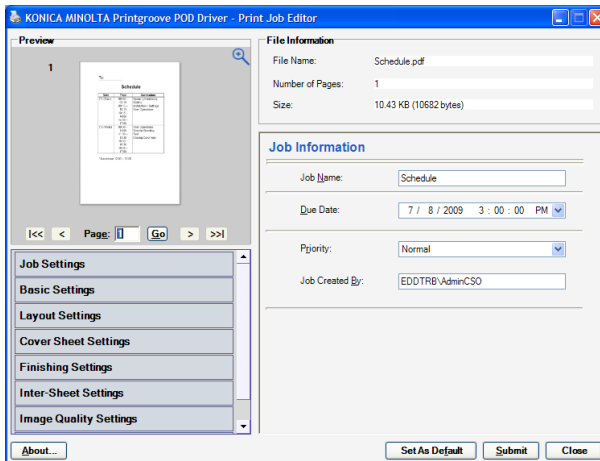 KONICA MINOLTA Printgroove POD Driver - Print Job Editor
Preview
1
Schedule
I<< < Page: 1 Go > >>I
Job Settings
Basic Settings
Layout Settings
Cover Sheet Settings
Finishing Settings
Inter-Sheet Settings
Image Quality Settings
File Information
File Name: Schedule.pdf
Number of Pages: 1
Size: 10.43 KB (10682 bytes)
Job Information
Job Name: Schedule
Due Date: 7 / 8 / 2009 3 : 00 : 00 PM
Priority: Normal
Job Created By: EDDTRB\AdminCSO
About... Set As Default Submit Close